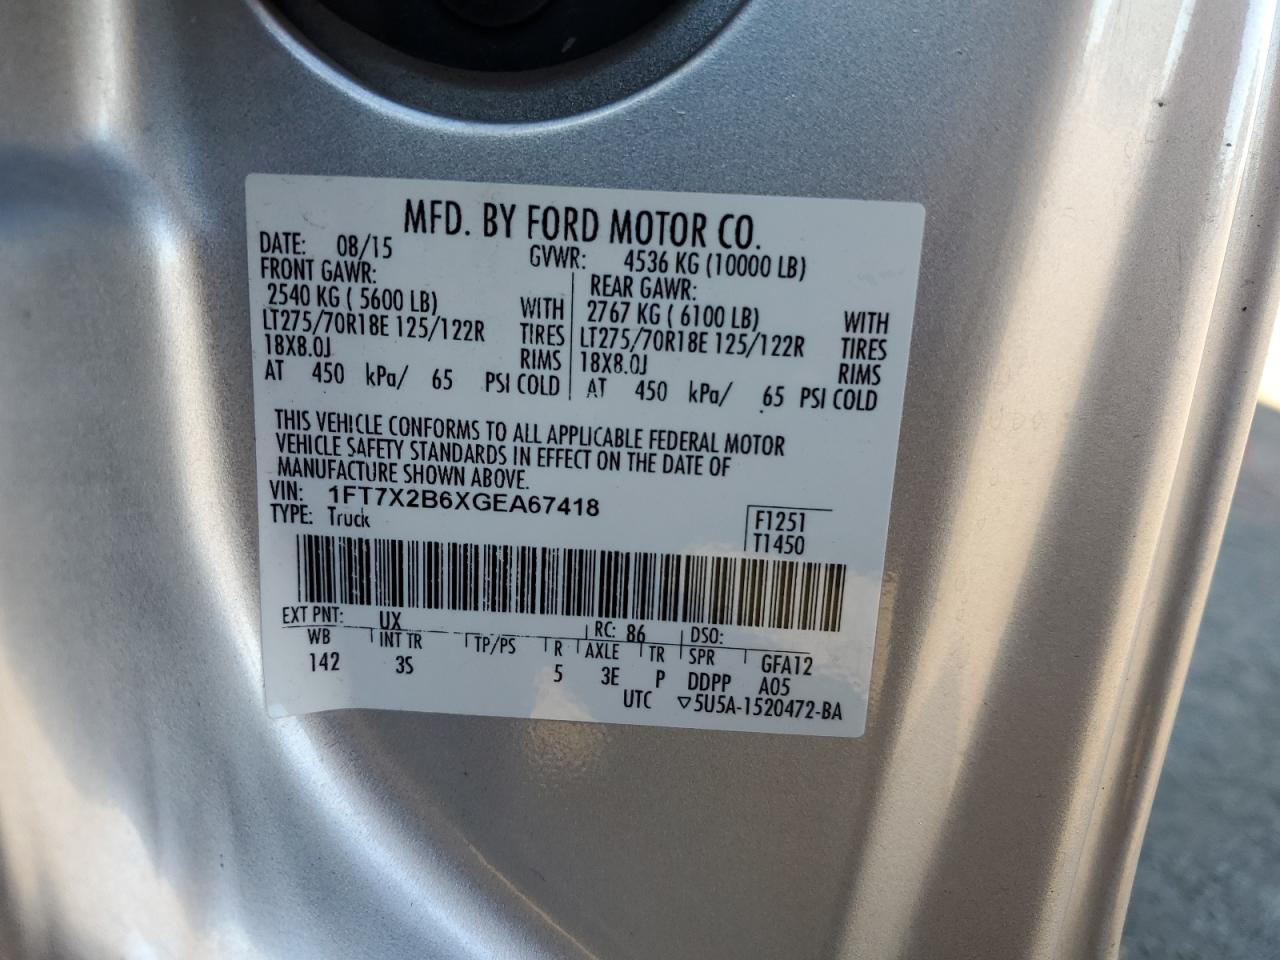 MFD. BY FORD MOTOR CO.
DATE: 08/15 GVWR: 4536 KG (10000 LB)
FRONT GAWR: REAR GAWR:
2540 KG ( 5600 LB) WITH 2767 KG ( 6100 LB) WITH
LT275/70R18E 125/122R TIRES LT275/70R18E 125/122R TIRES
18X8.0J RIMS 18X8.0J RIMS
AT 450 kPa/ 65 PSI COLD AT 450 kPa/ 65 PSI COLD
THIS VEHICLE CONFORMS TO ALL APPLICABLE FEDERAL MOTOR
VEHICLE SAFETY STANDARDS IN EFFECT ON THE DATE OF
MANUFACTURE SHOWN ABOVE.
VIN: 1FT7X2B6XGEA67418
TYPE: Truck
F1251
T1450
EXT PNT: UX RC: 86 DSO:
WB INT TR TP/PS R AXLE TR SPR GFA12
142 3S 5 3E P DDPP A05
UTC ▽5U5A-1520472-BA